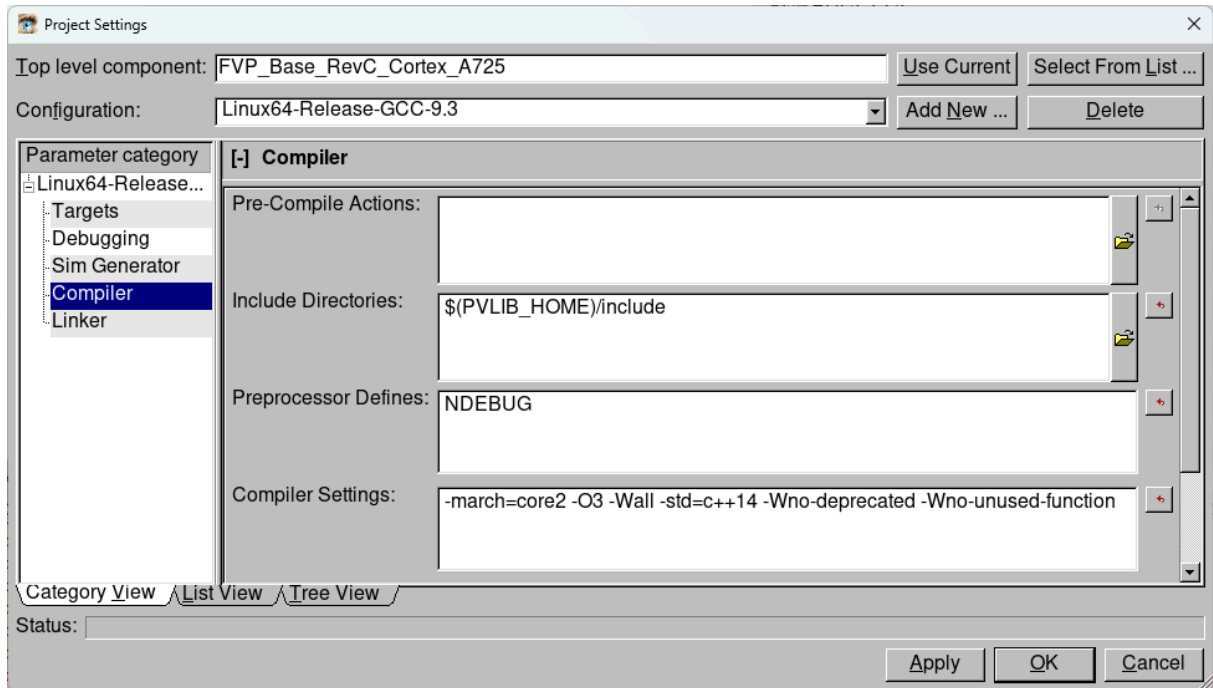 Project Settings
Top level component: FVP_Base_RevC_Cortex_A725 Use Current Select From List ...
Configuration: Linux64-Release-GCC-9.3 Add New ... Delete
Parameter category
Linux64-Release...
Targets
Debugging
Sim Generator
Compiler
Linker
[-] Compiler
Pre-Compile Actions:
Include Directories: $(PVLIB_HOME)/include
Preprocessor Defines: NDEBUG
Compiler Settings: -march=core2 -O3 -Wall -std=c++14 -Wno-deprecated -Wno-unused-function
Category View List View Tree View
Status:
Apply OK Cancel